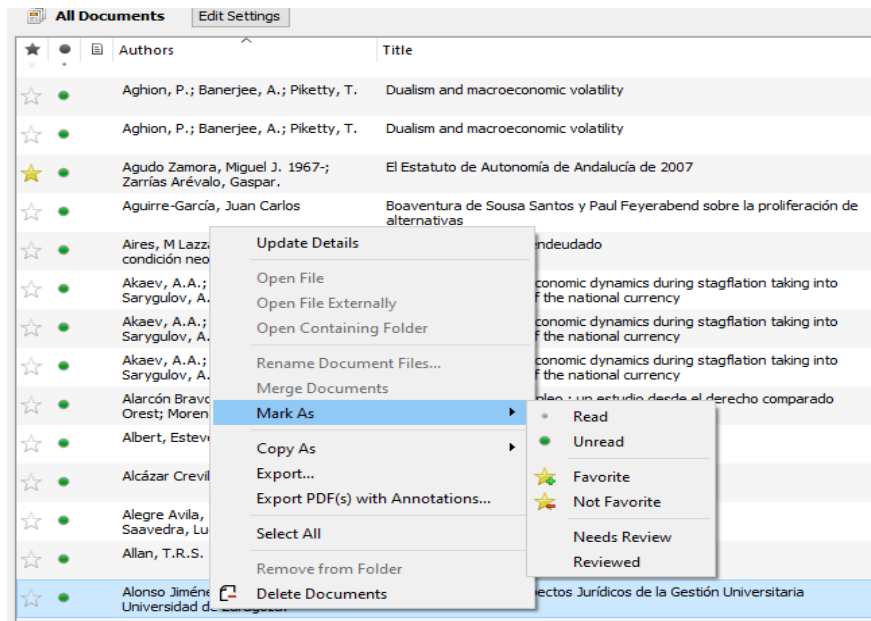 All Documents Edit Settings
Authors Title
Aghion, P.; Banerjee, A.; Piketty, T. Dualism and macroeconomic volatility
Aghion, P.; Banerjee, A.; Piketty, T. Dualism and macroeconomic volatility
Agudo Zamora, Miguel J. 1967-; El Estatuto de Autonomía de Andalucía de 2007
Zarrías Arévalo, Gaspar.
Aguirre-García, Juan Carlos Boaventura de Sousa Santos y Paul Feyerabend sobre la proliferación de
alternativas
Aires, M Lazz endeudado
condición neo
Akaev, A.A.; conomic dynamics during stagflation taking into
Sarygulov, A. f the national currency
Akaev, A.A.; conomic dynamics during stagflation taking into
Sarygulov, A. f the national currency
Akaev, A.A.; conomic dynamics during stagflation taking into
Sarygulov, A. f the national currency
Alarcón Bravo pleo : un estudio desde el derecho comparado
Orest; Moren
Albert, Estev
Alcázar Crevil
Alegre Avila,
Saavedra, Lu
Allan, T.R.S.
Alonso Jiméne ectos Jurídicos de la Gestión Universitaria
Universidad de Zaragoza.
Update Details
Open File
Open File Externally
Open Containing Folder
Rename Document Files...
Merge Documents
Mark As
Copy As
Export...
Export PDF(s) with Annotations...
Select All
Remove from Folder
Delete Documents
Read
Unread
Favorite
Not Favorite
Needs Review
Reviewed